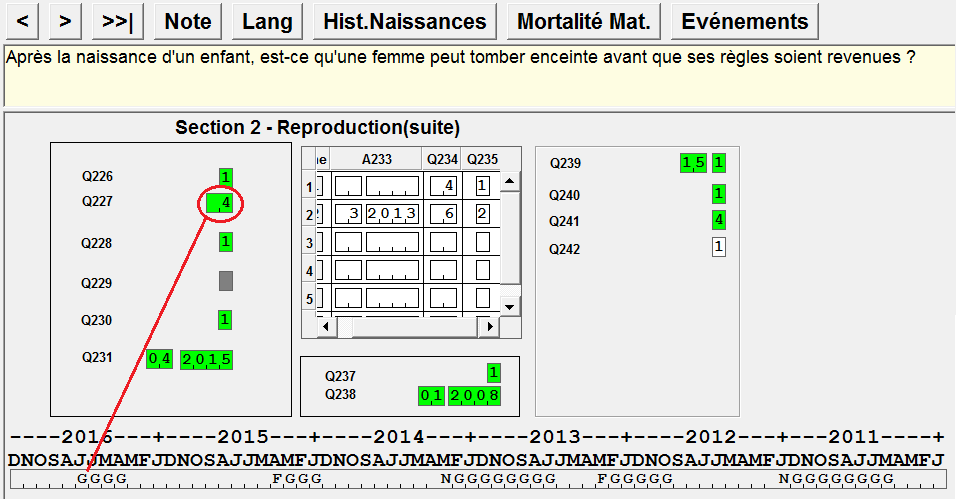 < > >>| Note Lang Hist.Naissances Mortalité Mat. Evénements
Après la naissance d'un enfant, est-ce qu'une femme peut tomber enceinte avant que ses règles soient revenues ?
Section 2 - Reproduction(suite)
Q226 1
Q227 4
Q228 1
Q229
Q230 1
Q231 04 2015
A233 Q234 Q235
1 4 1
2 3 2013 6 2
3
4
5
Q237 1
Q238 01 2008
Q239 15 1
Q240 1
Q241 4
Q242 1
----2016---+----2015---+----2014---+----2013---+----2012---+----2011---+
DNOSAJJMAMFJDNOSAJJMAMFJDNOSAJJMAMFJDNOSAJJMAMFJDNOSAJJMAMFJDNOSAJJMAMFJ
GGGG FGGG NGGGGGGGG FGGGGG NGGGGGGGG